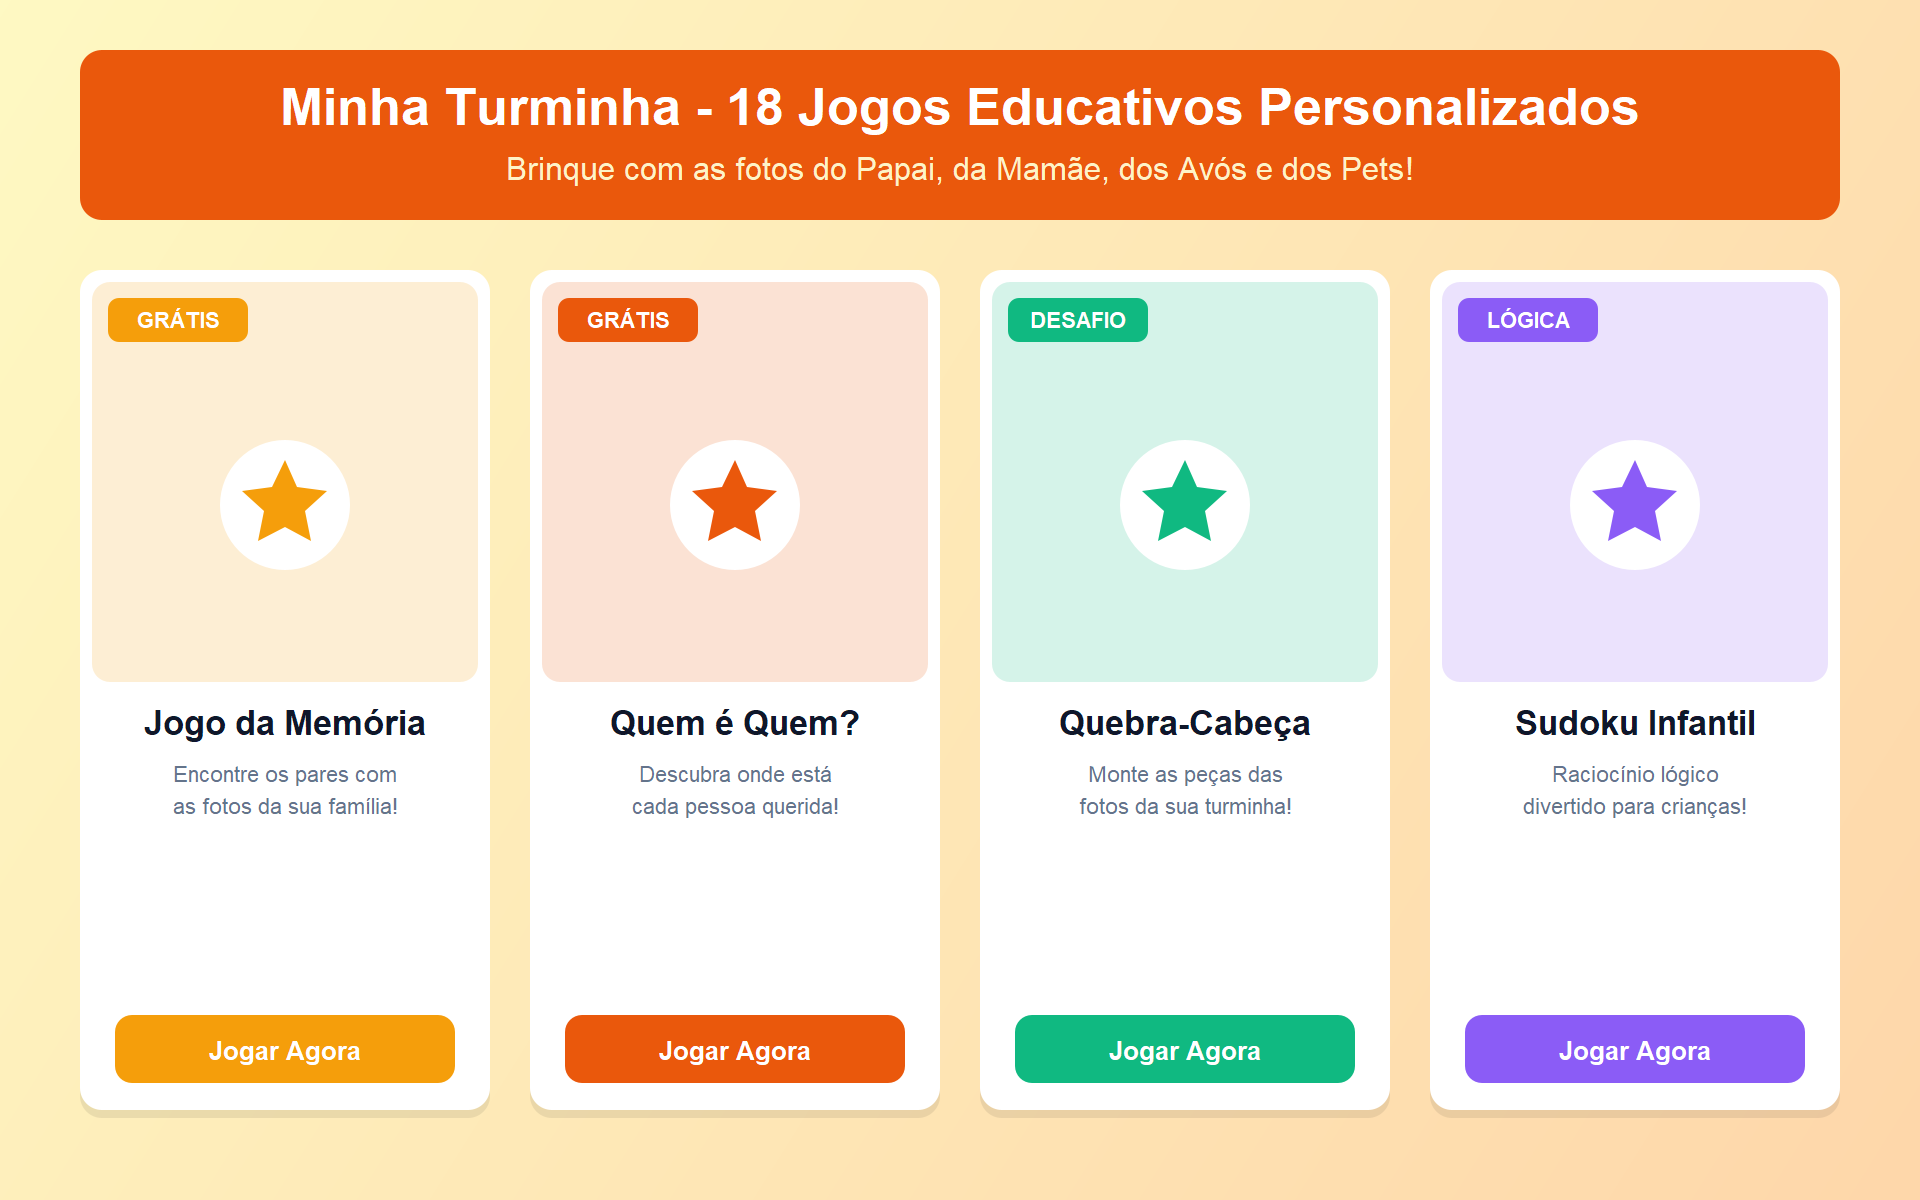 Minha Turminha - 18 Jogos Educativos Personalizados
Brinque com as fotos do Papai, da Mamãe, dos Avós e dos Pets!
GRÁTIS
Jogo da Memória
Encontre os pares com
as fotos da sua família!
Jogar Agora
GRÁTIS
Quem é Quem?
Descubra onde está
cada pessoa querida!
Jogar Agora
DESAFIO
Quebra-Cabeça
Monte as peças das
fotos da sua turminha!
Jogar Agora
LÓGICA
Sudoku Infantil
Raciocínio lógico
divertido para crianças!
Jogar Agora